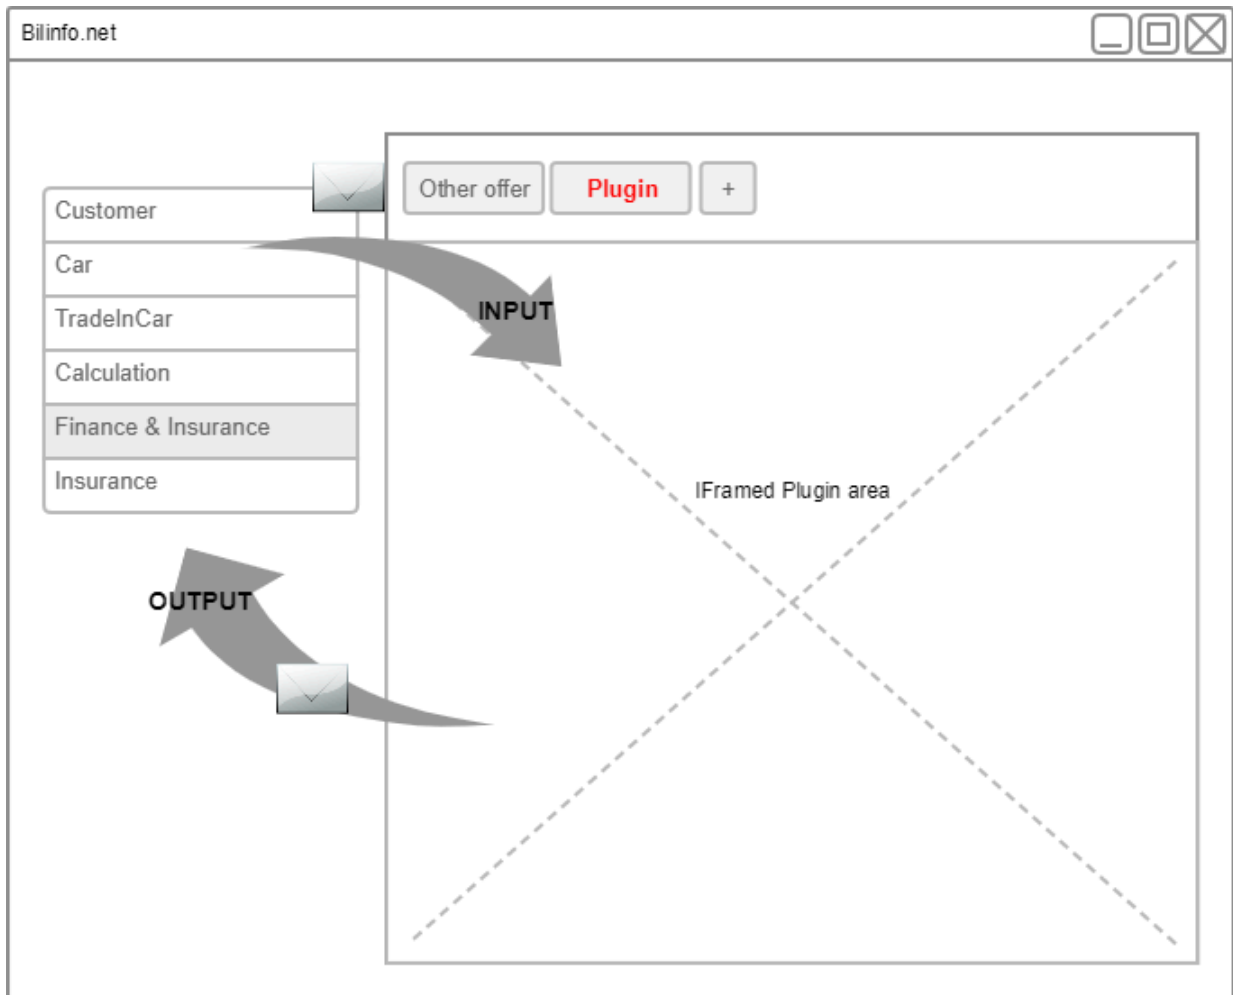 Bilinfo.net
Customer
Car
TradeInCar
Calculation
Finance & Insurance
Insurance
Other offer
Plugin
+
INPUT
IFramed Plugin area
OUTPUT